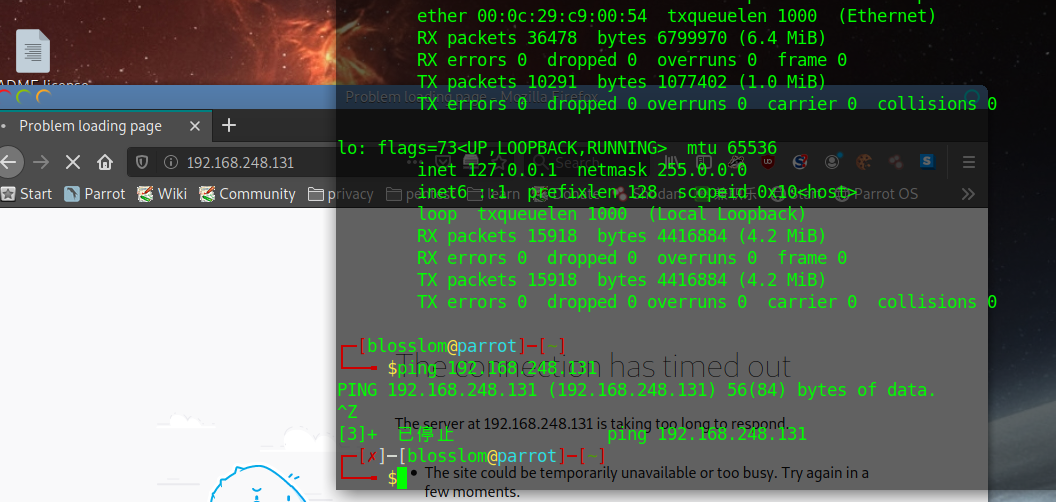 ether 00:0c:29:c9:00:54  txqueuelen 1000  (Ethernet)
RX packets 36478  bytes 6799970 (6.4 MiB)
RX errors 0  dropped 0  overruns 0  frame 0
TX packets 10291  bytes 1077402 (1.0 MiB)
TX errors 0  dropped 0 overruns 0  carrier 0  collisions 0
lo: flags=73<UP,LOOPBACK,RUNNING>  mtu 65536
inet 127.0.0.1  netmask 255.0.0.0
inet6 ::1  prefixlen 128  scopeid 0x10<host>
loop  txqueuelen 1000  (Local Loopback)
RX packets 15918  bytes 4416884 (4.2 MiB)
RX errors 0  dropped 0  overruns 0  frame 0
TX packets 15918  bytes 4416884 (4.2 MiB)
TX errors 0  dropped 0 overruns 0  carrier 0  collisions 0
┌─[blosslom@parrot]─[~]
└──╼ $ping 192.168.248.131
PING 192.168.248.131 (192.168.248.131) 56(84) bytes of data.
^Z
[3]+  已停止               ping 192.168.248.131
┌─[✗]─[blosslom@parrot]─[~]
└──╼ $
Problem loading page - Mozilla Firefox
Problem loading page
192.168.248.131
Search
Start Parrot Wiki Community privacy pentest learn Donate Shodan Parrot OS
The connection has timed out
The server at 192.168.248.131 is taking too long to respond.
The site could be temporarily unavailable or too busy. Try again in a
few moments.